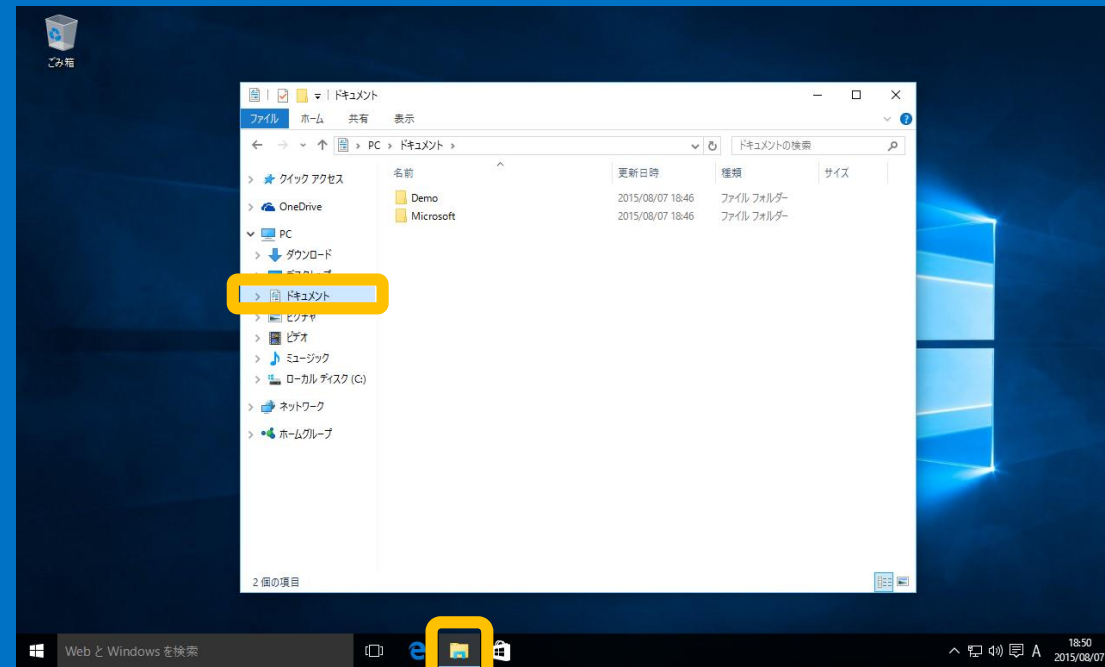 ごみ箱
ドキュメント
ファイル ホーム 共有 表示
PC › ドキュメント ›
ドキュメントの検索
名前 更新日時 種類 サイズ
クイック アクセス
Demo 2015/08/07 18:46 ファイル フォルダー
OneDrive
Microsoft 2015/08/07 18:46 ファイル フォルダー
PC
ダウンロード
ドキュメント
ピクチャ
ビデオ
ミュージック
ローカル ディスク (C:)
ネットワーク
ホームグループ
2 個の項目
Web と Windows を検索
A
18:50
2015/08/07